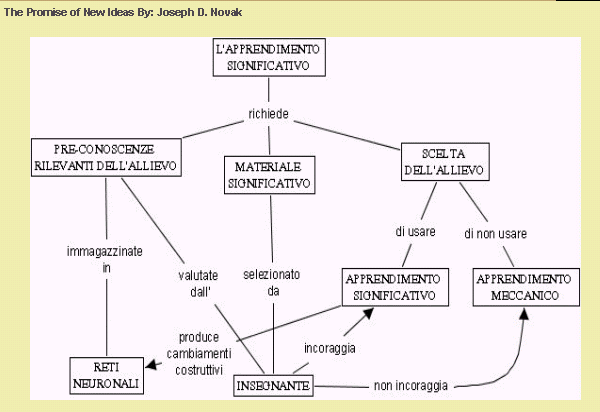 The Promise of New Ideas By: Joseph D. Novak
L'APPRENDIMENTO
SIGNIFICATIVO
richiede
PRE-CONOSCENZE
RILEVANTI DELL'ALLIEVO
MATERIALE
SIGNIFICATIVO
SCELTA
DELL'ALLIEVO
di usare
di non usare
immagazzinate
in
valutate
dall'
selezionato
da
APPRENDIMENTO
SIGNIFICATIVO
APPRENDIMENTO
MECCANICO
produce
cambiamenti
costruttivi
incoraggia
RETI
NEURONALI
INSEGNANTE
non incoraggia